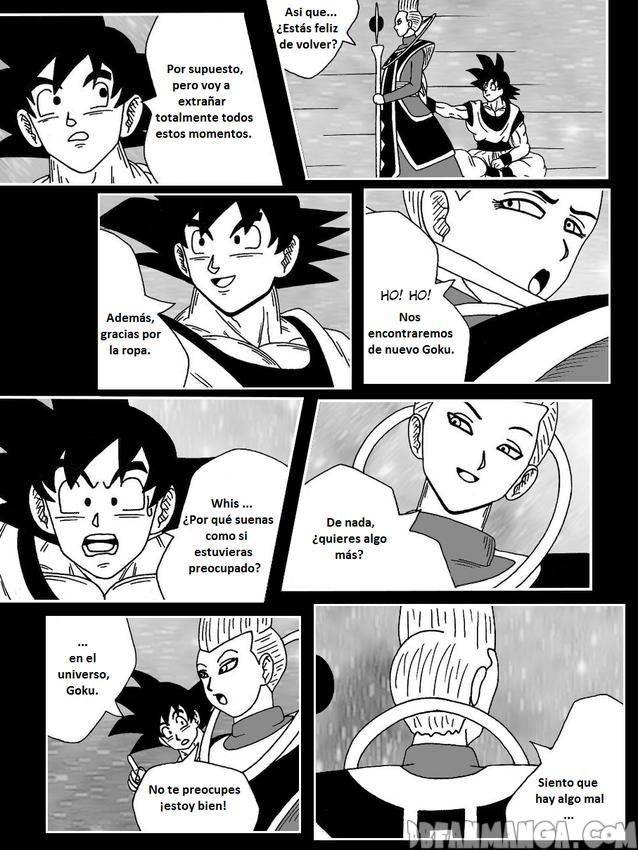 Asi que...
¿Estás feliz
de volver?
Por supuesto,
pero voy a
extrañar
totalmente todos
estos momentos.
HO! HO!
Nos
encontraremos
de nuevo Goku.
Además,
gracias por
la ropa.
De nada,
¿quieres algo
más?
Whis ...
¿Por qué suenas
como si
estuvieras
preocupado?
Siento que
hay algo mal
...
...
en el
universo,
Goku.
No te preocupes
¡estoy bien!
DBFANMANGA.COM